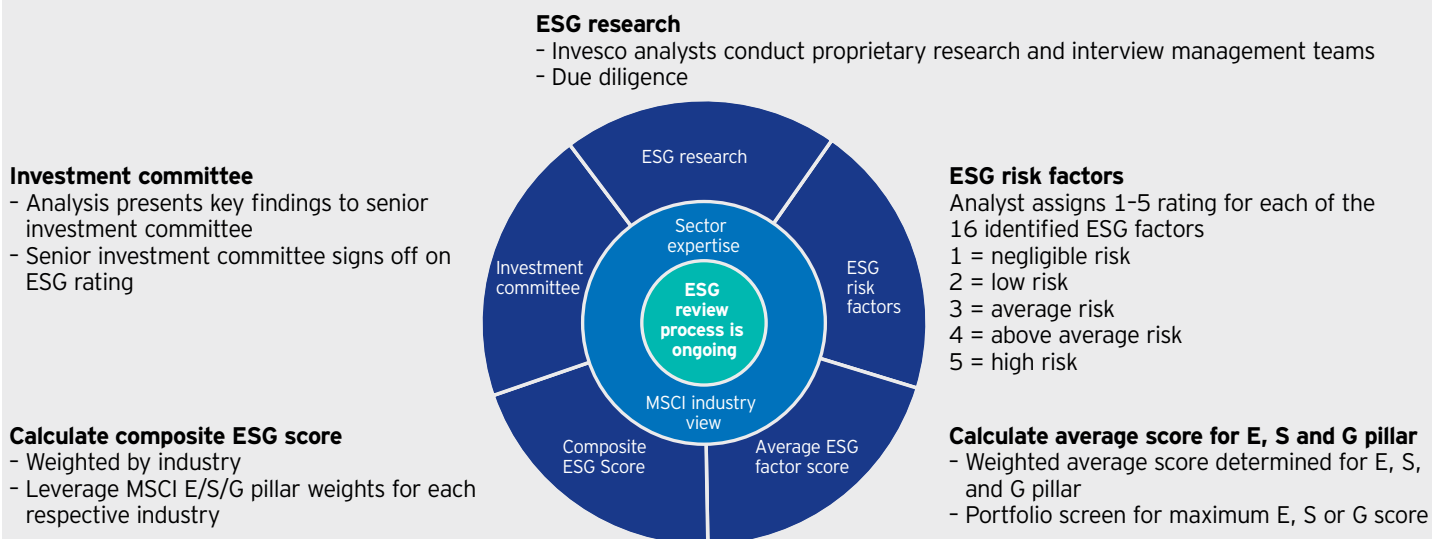 ESG research
– Invesco analysts conduct proprietary research and interview management teams
– Due diligence
ESG research
Investment committee
– Analysis presents key findings to senior
investment committee
– Senior investment committee signs off on
ESG rating
Investment
committee
Sector
expertise
ESG
review
process is
ongoing
MSCI industry
view
ESG
risk
factors
ESG risk factors
Analyst assigns 1–5 rating for each of the
16 identified ESG factors
1 = negligible risk
2 = low risk
3 = average risk
4 = above average risk
5 = high risk
Calculate composite ESG score
– Weighted by industry
– Leverage MSCI E/S/G pillar weights for each
respective industry
Composite
ESG Score
Average ESG
factor score
Calculate average score for E, S and G pillar
– Weighted average score determined for E, S,
and G pillar
– Portfolio screen for maximum E, S or G score